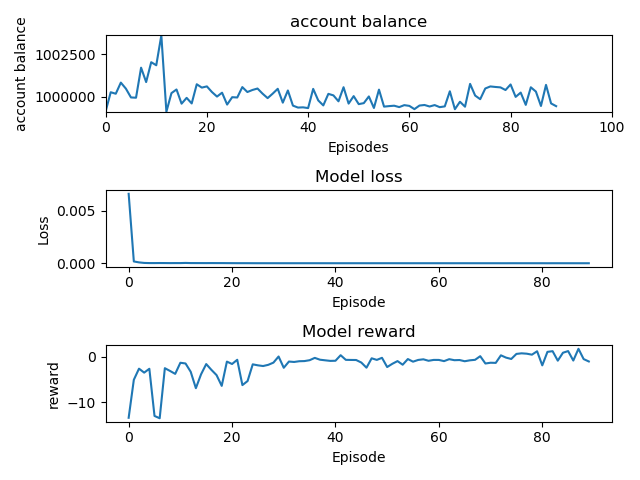 account balance
account balance
1002500
1000000
0 20 40 60 80 100
Episodes
Model loss
Loss
0.005
0.000
0 20 40 60 80
Episode
Model reward
reward
0
−10
0 20 40 60 80
Episode